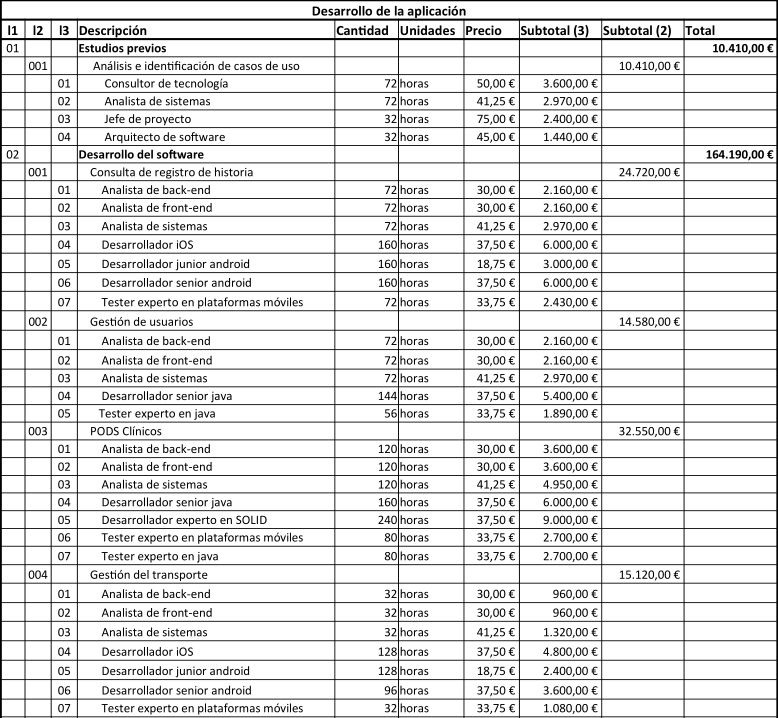 Desarrollo de la aplicación
l1 l2 l3 Descripción Cantidad Unidades Precio Subtotal (3) Subtotal (2) Total
01 Estudios previos 10.410,00 €
001 Análisis e identificación de casos de uso 10.410,00 €
01 Consultor de tecnología 72 horas 50,00 € 3.600,00 €
02 Analista de sistemas 72 horas 41,25 € 2.970,00 €
03 Jefe de proyecto 32 horas 75,00 € 2.400,00 €
04 Arquitecto de software 32 horas 45,00 € 1.440,00 €
02 Desarrollo del software 164.190,00 €
001 Consulta de registro de historia 24.720,00 €
01 Analista de back-end 72 horas 30,00 € 2.160,00 €
02 Analista de front-end 72 horas 30,00 € 2.160,00 €
03 Analista de sistemas 72 horas 41,25 € 2.970,00 €
04 Desarrollador iOS 160 horas 37,50 € 6.000,00 €
05 Desarrollador junior android 160 horas 18,75 € 3.000,00 €
06 Desarrollador senior android 160 horas 37,50 € 6.000,00 €
07 Tester experto en plataformas móviles 72 horas 33,75 € 2.430,00 €
002 Gestión de usuarios 14.580,00 €
01 Analista de back-end 72 horas 30,00 € 2.160,00 €
02 Analista de front-end 72 horas 30,00 € 2.160,00 €
03 Analista de sistemas 72 horas 41,25 € 2.970,00 €
04 Desarrollador senior java 144 horas 37,50 € 5.400,00 €
05 Tester experto en java 56 horas 33,75 € 1.890,00 €
003 PODS Clínicos 32.550,00 €
01 Analista de back-end 120 horas 30,00 € 3.600,00 €
02 Analista de front-end 120 horas 30,00 € 3.600,00 €
03 Analista de sistemas 120 horas 41,25 € 4.950,00 €
04 Desarrollador senior java 160 horas 37,50 € 6.000,00 €
05 Desarrollador experto en SOLID 240 horas 37,50 € 9.000,00 €
06 Tester experto en plataformas móviles 80 horas 33,75 € 2.700,00 €
07 Tester experto en java 80 horas 33,75 € 2.700,00 €
004 Gestión del transporte 15.120,00 €
01 Analista de back-end 32 horas 30,00 € 960,00 €
02 Analista de front-end 32 horas 30,00 € 960,00 €
03 Analista de sistemas 32 horas 41,25 € 1.320,00 €
04 Desarrollador iOS 128 horas 37,50 € 4.800,00 €
05 Desarrollador junior android 128 horas 18,75 € 2.400,00 €
06 Desarrollador senior android 96 horas 37,50 € 3.600,00 €
07 Tester experto en plataformas móviles 32 horas 33,75 € 1.080,00 €